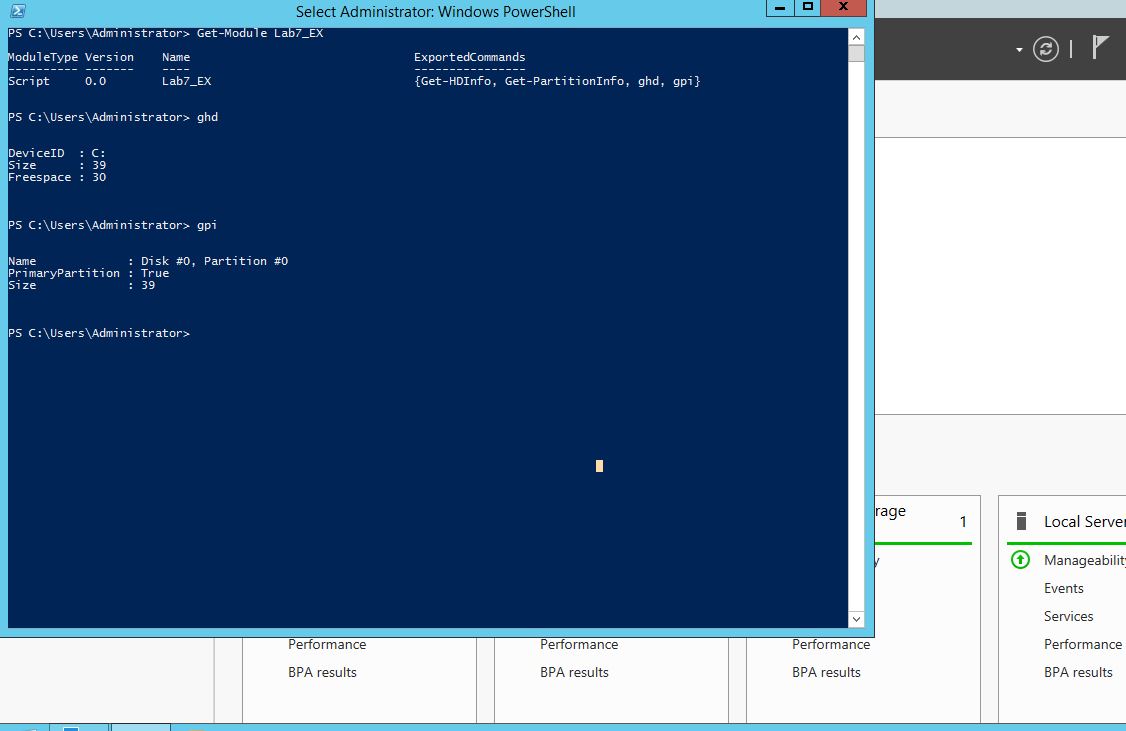 Select Administrator: Windows PowerShell
PS C:\Users\Administrator> Get-Module Lab7_EX
ModuleType Version    Name                                ExportedCommands
---------- -------    ----                                ----------------
Script     0.0        Lab7_EX                             {Get-HDInfo, Get-PartitionInfo, ghd, gpi}
PS C:\Users\Administrator> ghd
DeviceID  : C:
Size      : 39
Freespace : 30
PS C:\Users\Administrator> gpi
Name             : Disk #0, Partition #0
PrimaryPartition : True
Size             : 39
PS C:\Users\Administrator>
rage 1
Local Server
Manageability
Events
Services
Performance Performance Performance Performance
BPA results BPA results BPA results BPA results